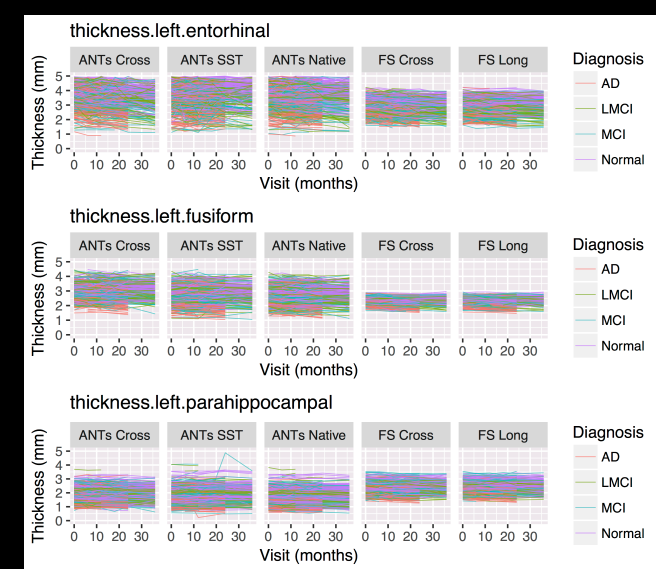 thickness.left.entorhinal
ANTs Cross ANTs SST ANTs Native FS Cross FS Long
Thickness (mm)
5
4
3
2
1
0
0 10 20 30 0 10 20 30 0 10 20 30 0 10 20 30 0 10 20 30
Visit (months)
Diagnosis
AD
LMCI
MCI
Normal
thickness.left.fusiform
ANTs Cross ANTs SST ANTs Native FS Cross FS Long
Thickness (mm)
5
4
3
2
1
0
0 10 20 30 0 10 20 30 0 10 20 30 0 10 20 30 0 10 20 30
Visit (months)
Diagnosis
AD
LMCI
MCI
Normal
thickness.left.parahippocampal
ANTs Cross ANTs SST ANTs Native FS Cross FS Long
Thickness (mm)
5
4
3
2
1
0
0 10 20 30 0 10 20 30 0 10 20 30 0 10 20 30 0 10 20 30
Visit (months)
Diagnosis
AD
LMCI
MCI
Normal